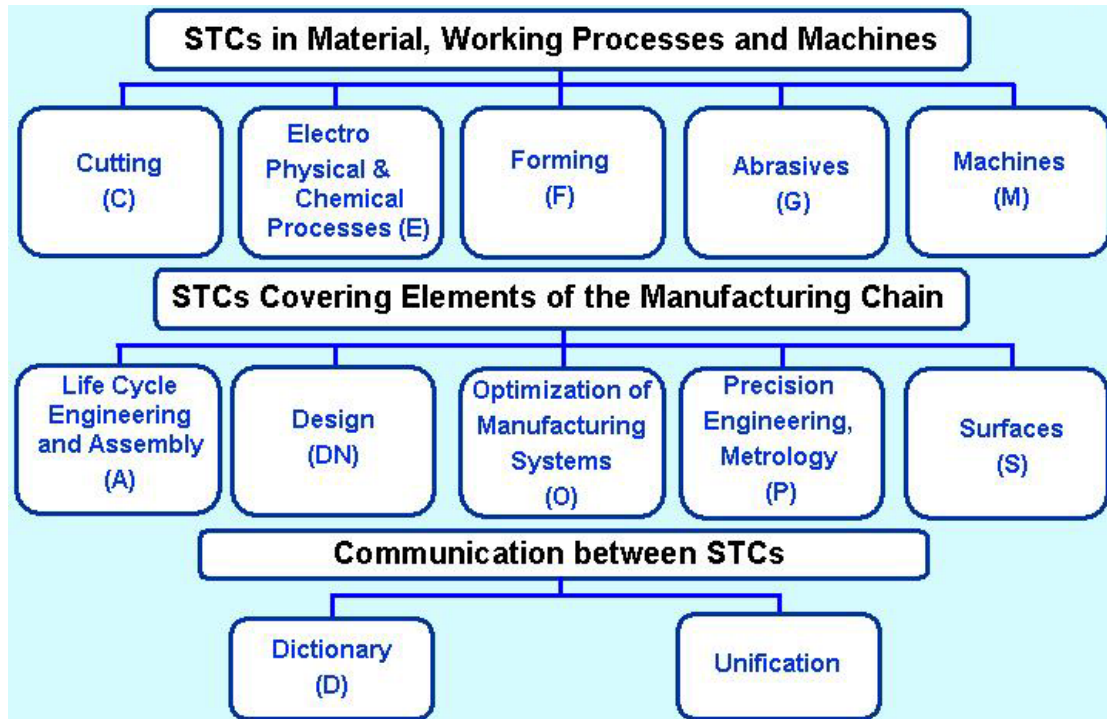 STCs in Material, Working Processes and Machines
Cutting
(C)
Electro
Physical &
Chemical
Processes (E)
Forming
(F)
Abrasives
(G)
Machines
(M)
STCs Covering Elements of the Manufacturing Chain
Life Cycle
Engineering
and Assembly
(A)
Design
(DN)
Optimization of
Manufacturing
Systems
(O)
Precision
Engineering,
Metrology
(P)
Surfaces
(S)
Communication between STCs
Dictionary
(D)
Unification